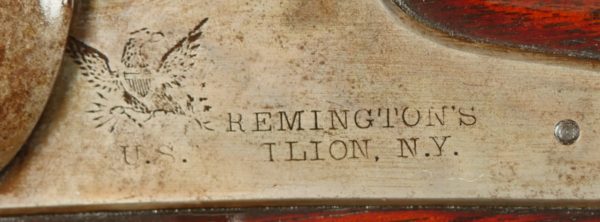 REMINGTON'S
U.S. ILION, N.Y.